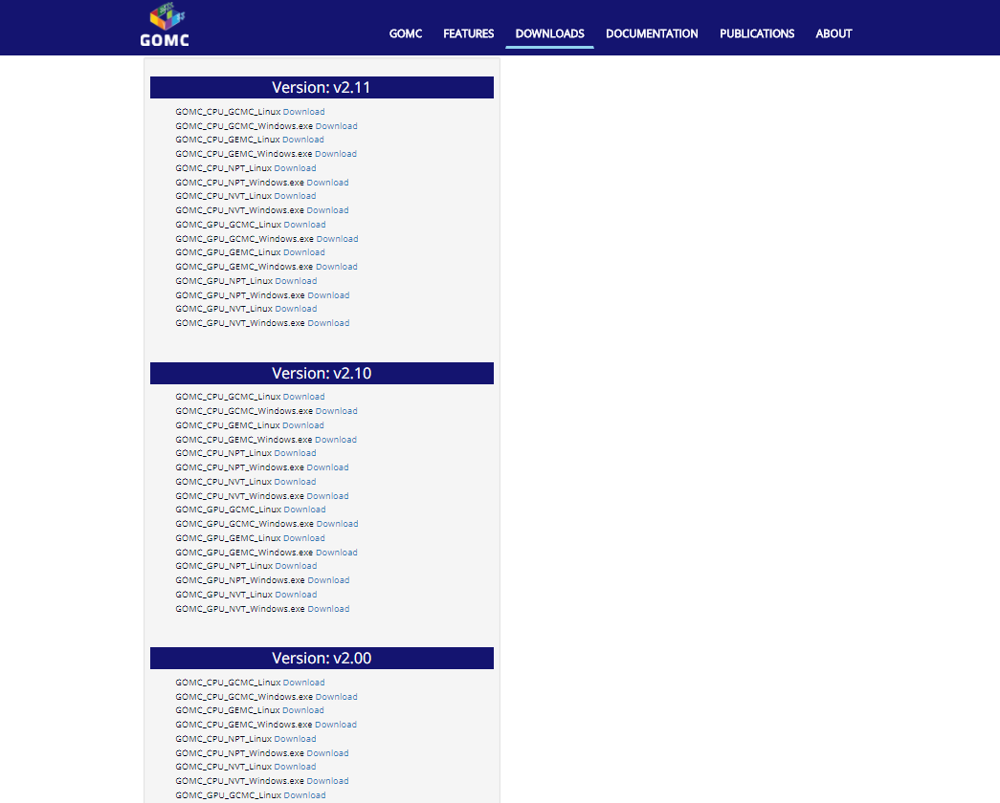 GOMC
GOMC FEATURES DOWNLOADS DOCUMENTATION PUBLICATIONS ABOUT
Version: v2.11
GOMC_CPU_GCMC_Linux Download
GOMC_CPU_GCMC_Windows.exe Download
GOMC_CPU_GEMC_Linux Download
GOMC_CPU_GEMC_Windows.exe Download
GOMC_CPU_NPT_Linux Download
GOMC_CPU_NPT_Windows.exe Download
GOMC_CPU_NVT_Linux Download
GOMC_CPU_NVT_Windows.exe Download
GOMC_GPU_GCMC_Linux Download
GOMC_GPU_GCMC_Windows.exe Download
GOMC_GPU_GEMC_Linux Download
GOMC_GPU_GEMC_Windows.exe Download
GOMC_GPU_NPT_Linux Download
GOMC_GPU_NPT_Windows.exe Download
GOMC_GPU_NVT_Linux Download
GOMC_GPU_NVT_Windows.exe Download
Version: v2.10
GOMC_CPU_GCMC_Linux Download
GOMC_CPU_GCMC_Windows.exe Download
GOMC_CPU_GEMC_Linux Download
GOMC_CPU_GEMC_Windows.exe Download
GOMC_CPU_NPT_Linux Download
GOMC_CPU_NPT_Windows.exe Download
GOMC_CPU_NVT_Linux Download
GOMC_CPU_NVT_Windows.exe Download
GOMC_GPU_GCMC_Linux Download
GOMC_GPU_GCMC_Windows.exe Download
GOMC_GPU_GEMC_Linux Download
GOMC_GPU_GEMC_Windows.exe Download
GOMC_GPU_NPT_Linux Download
GOMC_GPU_NPT_Windows.exe Download
GOMC_GPU_NVT_Linux Download
GOMC_GPU_NVT_Windows.exe Download
Version: v2.00
GOMC_CPU_GCMC_Linux Download
GOMC_CPU_GCMC_Windows.exe Download
GOMC_CPU_GEMC_Linux Download
GOMC_CPU_GEMC_Windows.exe Download
GOMC_CPU_NPT_Linux Download
GOMC_CPU_NPT_Windows.exe Download
GOMC_CPU_NVT_Linux Download
GOMC_CPU_NVT_Windows.exe Download
GOMC_GPU_GCMC_Linux Download